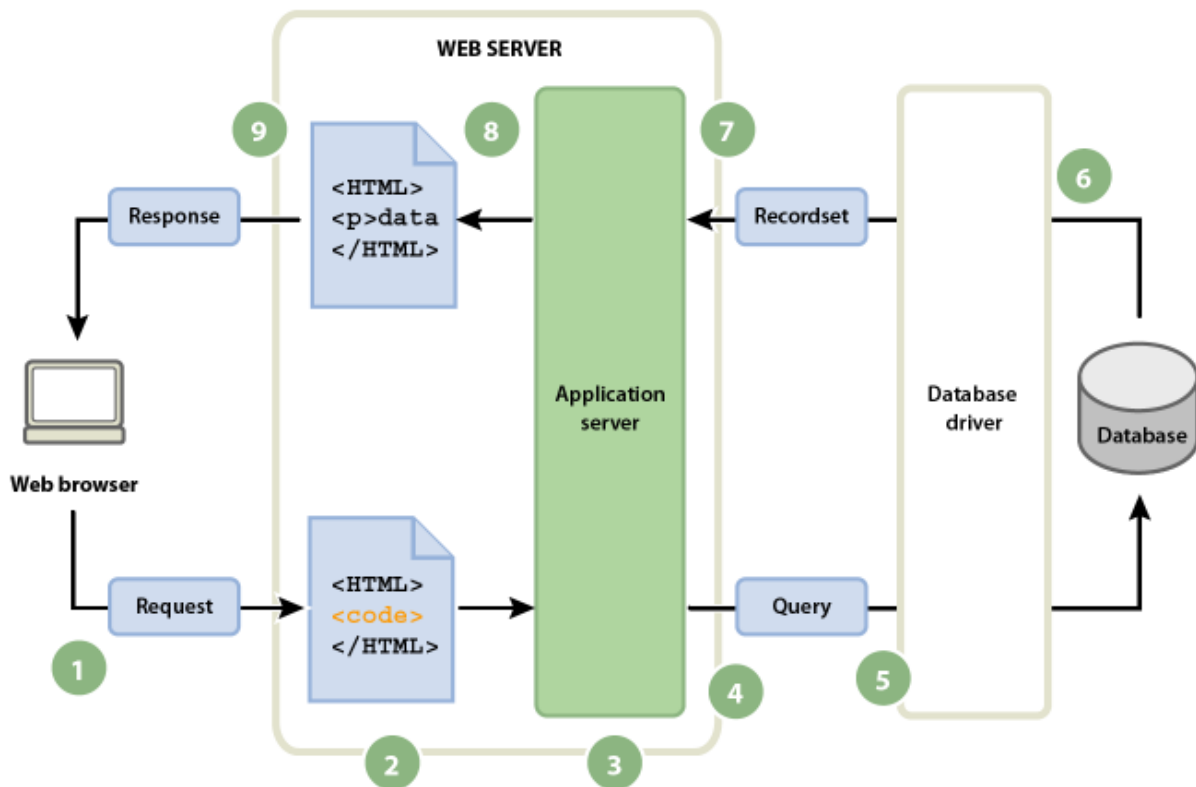 WEB SERVER
9
8
7
6
<HTML>
<p>data
</HTML>
Response
Recordset
Application
server
Database
driver
Database
Web browser
<HTML>
<code>
</HTML>
Request
Query
1
2
3
4
5